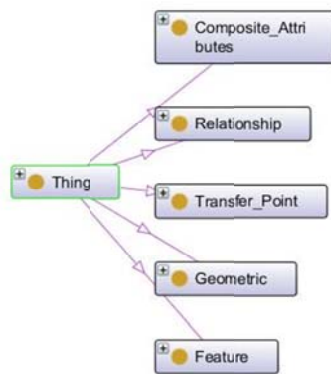 Composite_Attri
butes
Relationship
Thing
Transfer_Point
Geometric
Feature